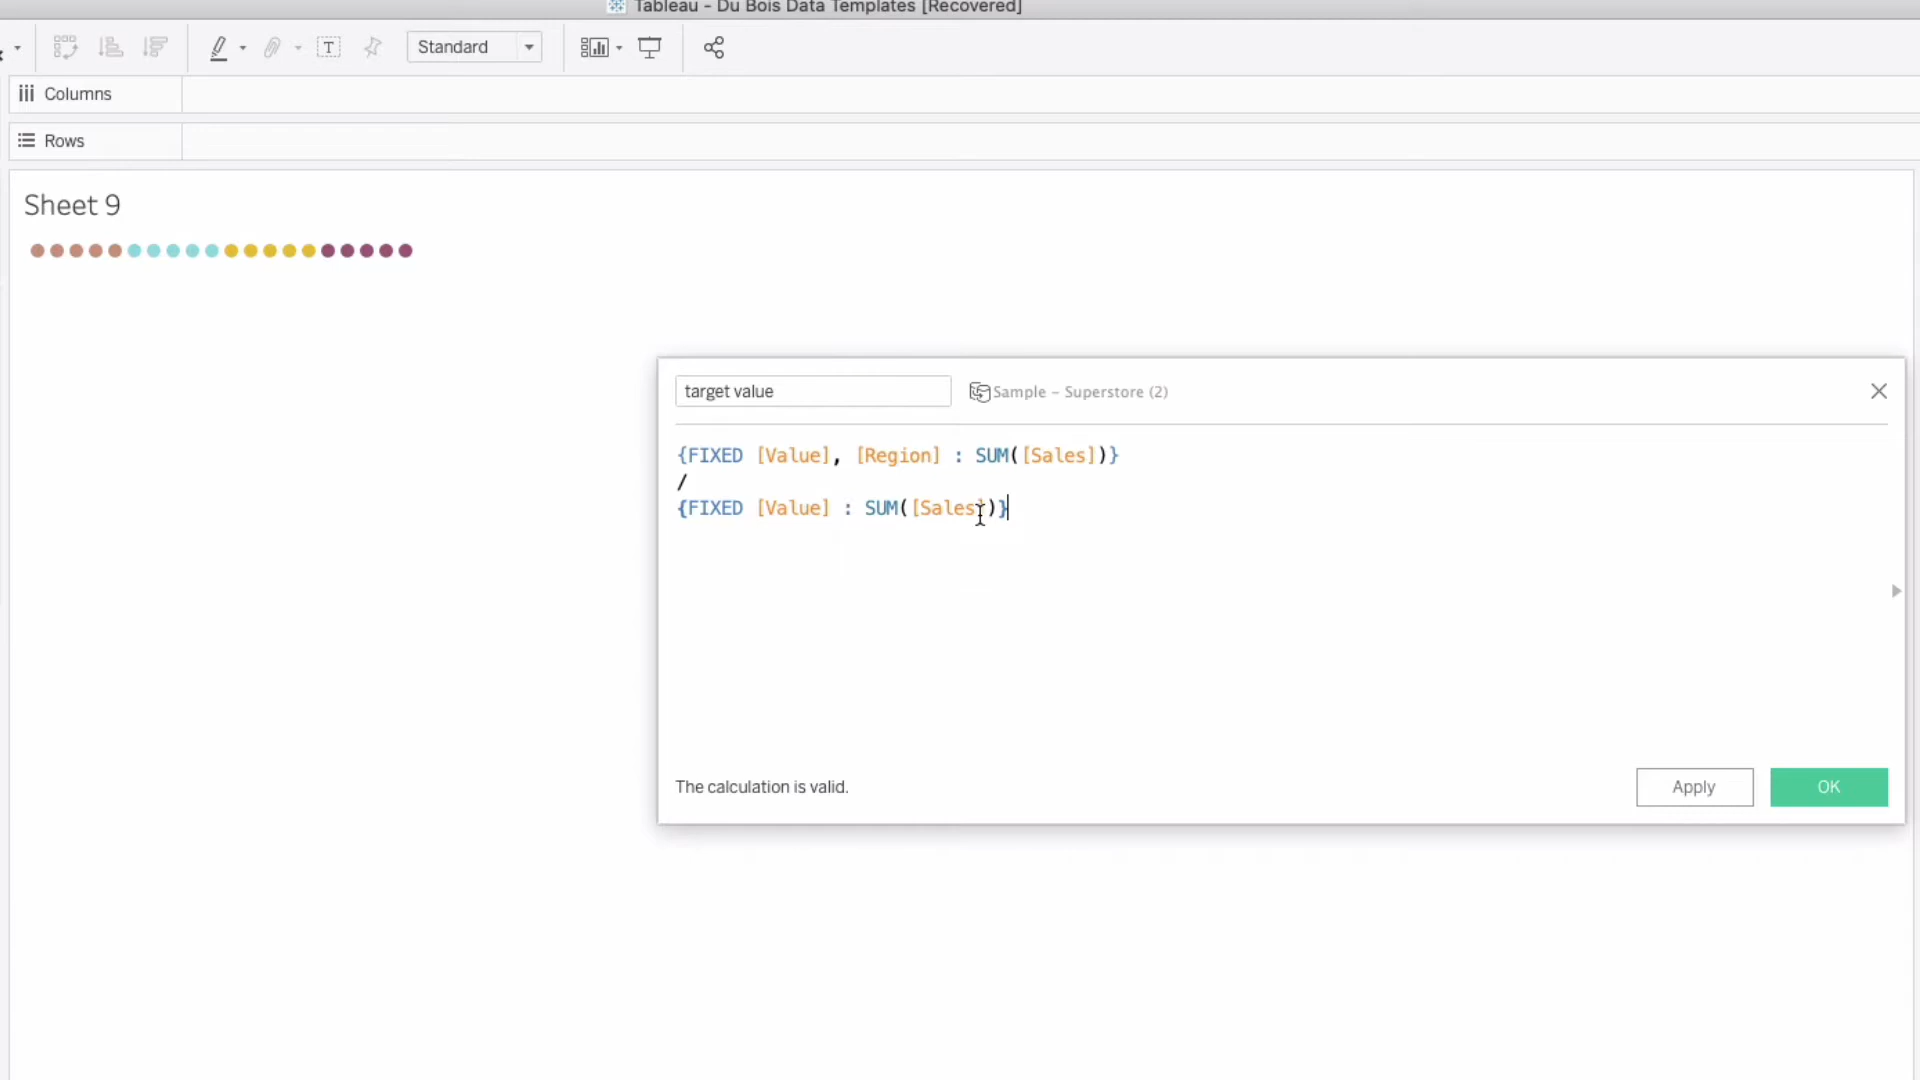 Tableau - Du Bois Data Templates [Recovered]
Standard
Columns
Rows
Sheet 9
target value
Sample – Superstore (2)
{FIXED [Value], [Region] : SUM([Sales])}
/
{FIXED [Value] : SUM([Sales])}
The calculation is valid.
Apply
OK